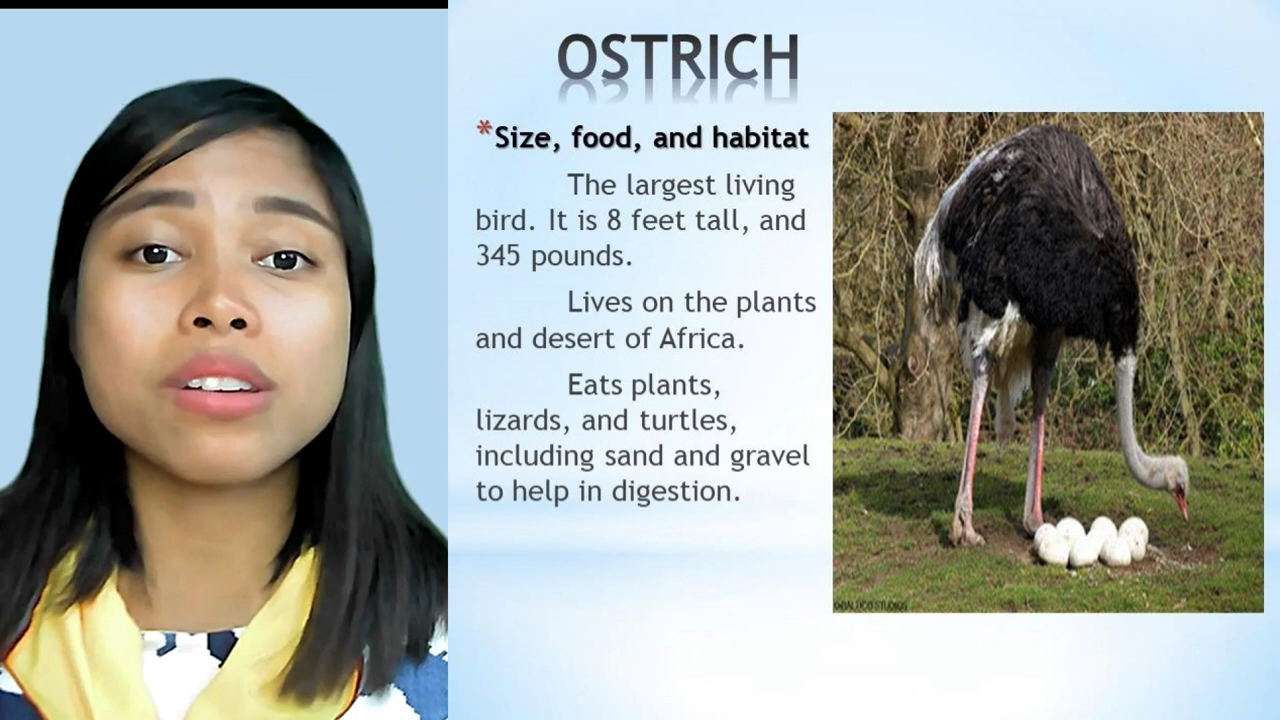 OSTRICH
*Size, food, and habitat
The largest living
bird. It is 8 feet tall, and
345 pounds.
Lives on the plants
and desert of Africa.
Eats plants,
lizards, and turtles,
including sand and gravel
to help in digestion.